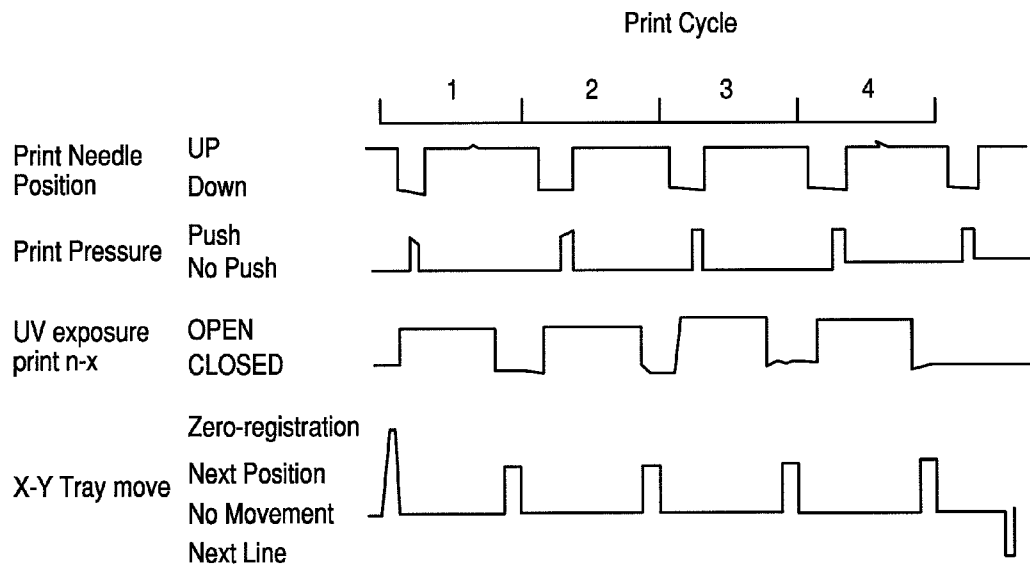 Print Cycle
1 2 3 4
Print Needle
Position
UP
Down
Print Pressure
Push
No Push
UV exposure
print n-x
OPEN
CLOSED
X-Y Tray move
Zero-registration
Next Position
No Movement
Next Line